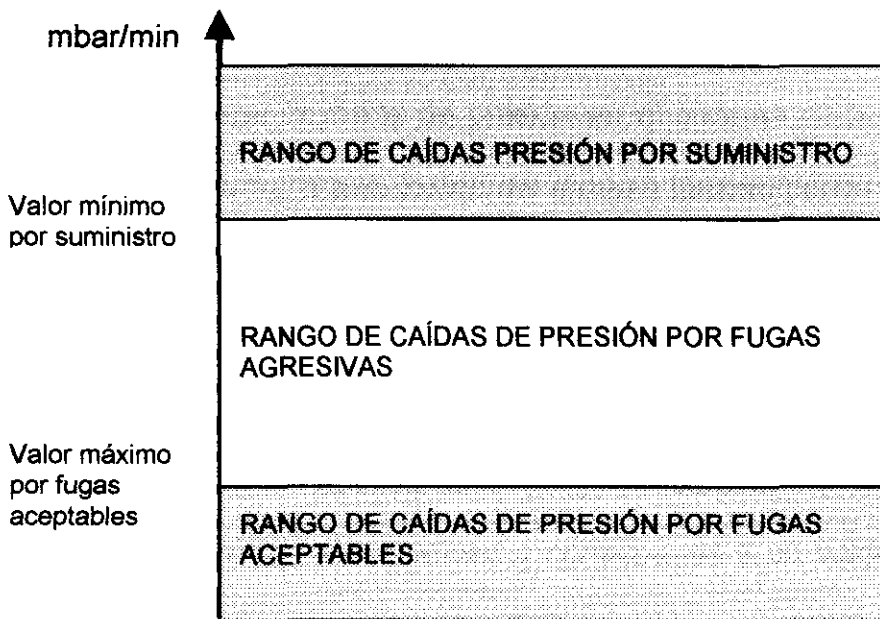 mbar/min
RANGO DE CAÍDAS PRESIÓN POR SUMINISTRO
Valor mínimo
por suministro
RANGO DE CAÍDAS DE PRESIÓN POR FUGAS
AGRESIVAS
Valor máximo
por fugas
aceptables
RANGO DE CAÍDAS DE PRESIÓN POR FUGAS
ACEPTABLES